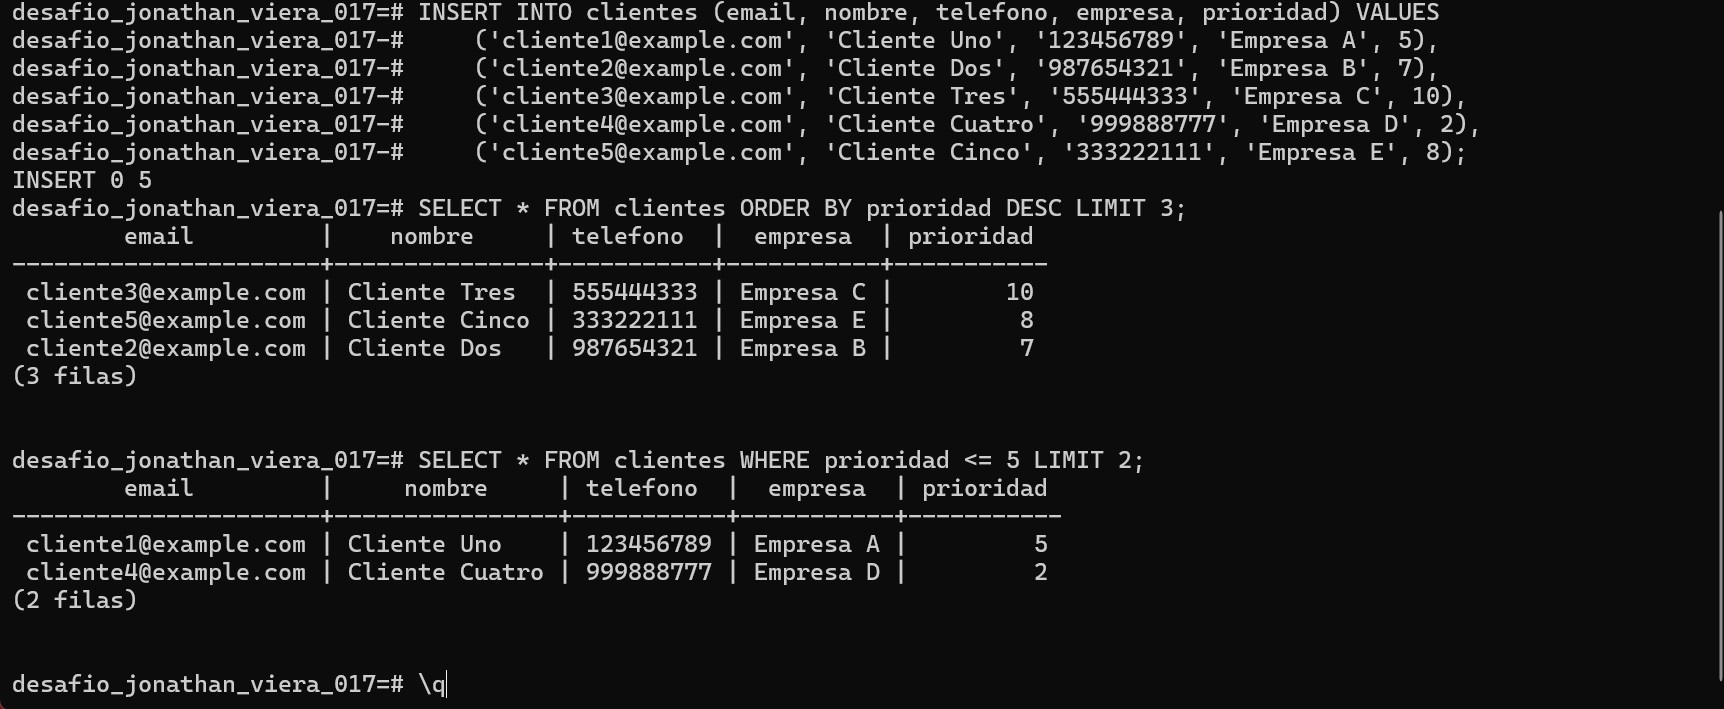 desafio_jonathan_viera_017=# INSERT INTO clientes (email, nombre, telefono, empresa, prioridad) VALUES
desafio_jonathan_viera_017-#     ('cliente1@example.com', 'Cliente Uno', '123456789', 'Empresa A', 5),
desafio_jonathan_viera_017-#     ('cliente2@example.com', 'Cliente Dos', '987654321', 'Empresa B', 7),
desafio_jonathan_viera_017-#     ('cliente3@example.com', 'Cliente Tres', '555444333', 'Empresa C', 10),
desafio_jonathan_viera_017-#     ('cliente4@example.com', 'Cliente Cuatro', '999888777', 'Empresa D', 2),
desafio_jonathan_viera_017-#     ('cliente5@example.com', 'Cliente Cinco', '333222111', 'Empresa E', 8);
INSERT 0 5
desafio_jonathan_viera_017=# SELECT * FROM clientes ORDER BY prioridad DESC LIMIT 3;
        email         |    nombre     | telefono  |  empresa  | prioridad
----------------------+---------------+-----------+-----------+-----------
 cliente3@example.com | Cliente Tres  | 555444333 | Empresa C |        10
 cliente5@example.com | Cliente Cinco | 333222111 | Empresa E |         8
 cliente2@example.com | Cliente Dos   | 987654321 | Empresa B |         7
(3 filas)
desafio_jonathan_viera_017=# SELECT * FROM clientes WHERE prioridad <= 5 LIMIT 2;
        email         |     nombre     | telefono  |  empresa  | prioridad
----------------------+----------------+-----------+-----------+-----------
 cliente1@example.com | Cliente Uno    | 123456789 | Empresa A |         5
 cliente4@example.com | Cliente Cuatro | 999888777 | Empresa D |         2
(2 filas)
desafio_jonathan_viera_017=# \q